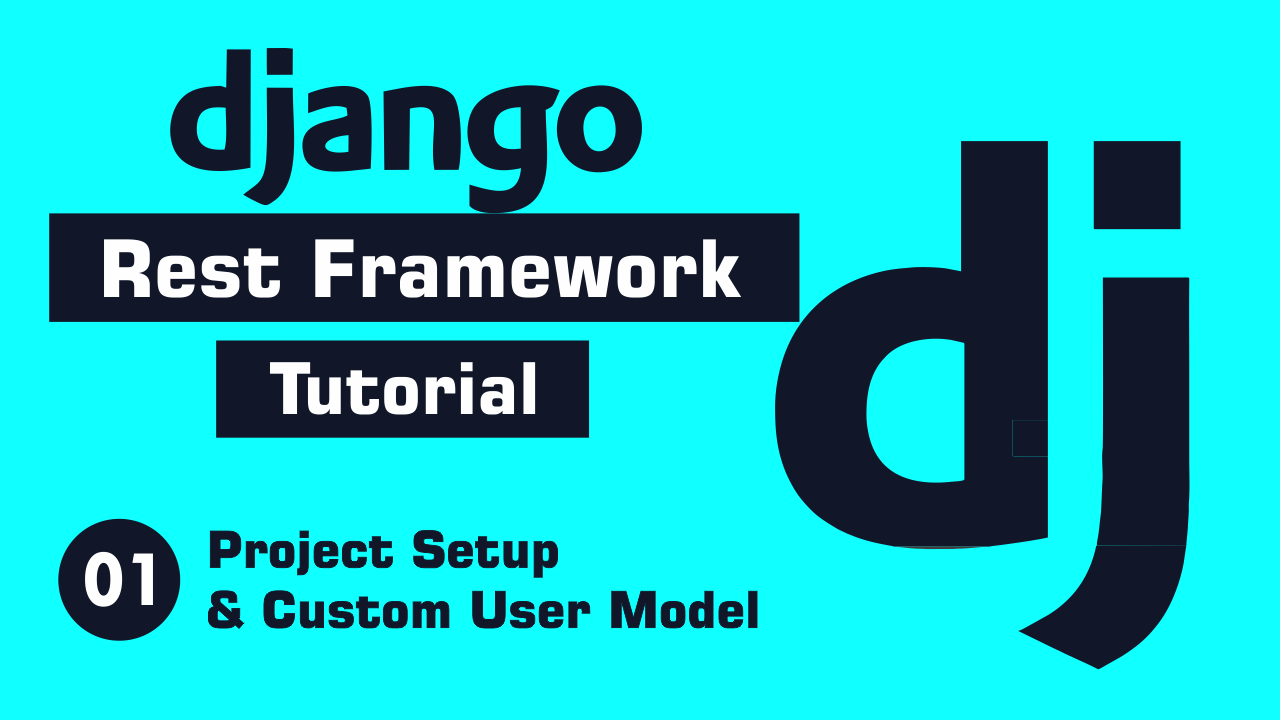 django
Rest Framework
Tutorial
dj
01
Project Setup
& Custom User Model